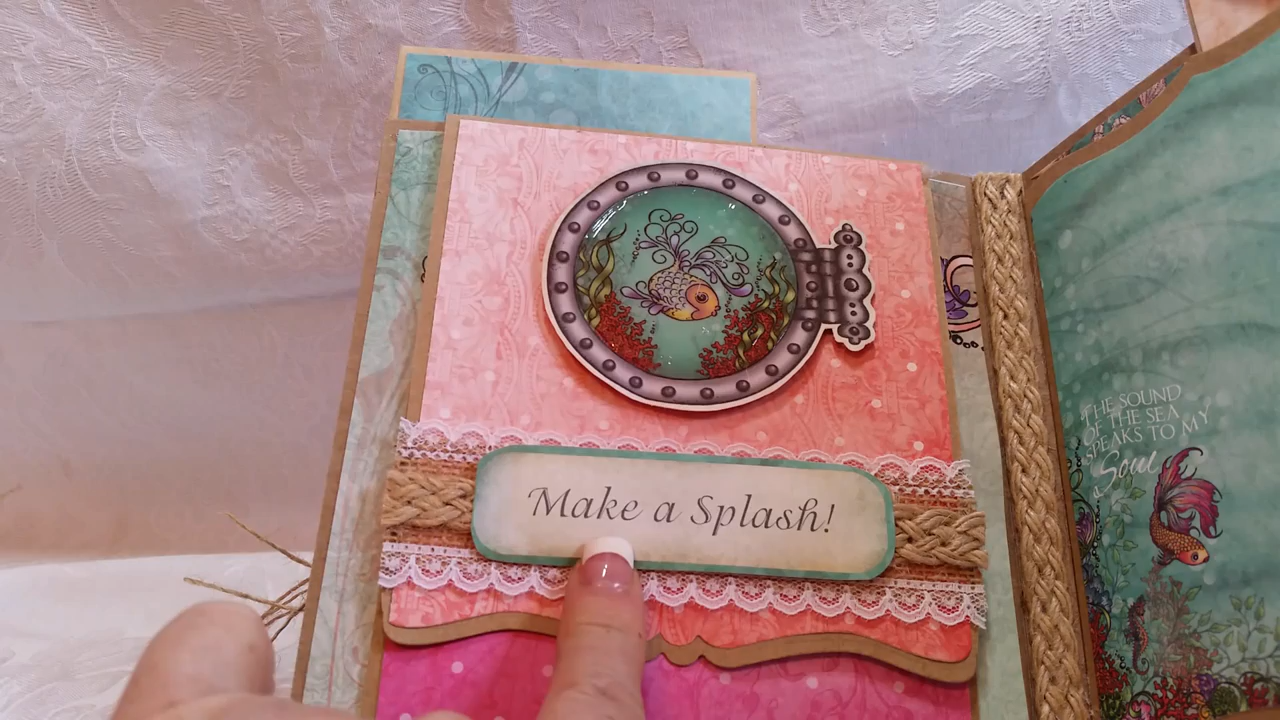 Make a Splash!
THE SOUND
OF THE SEA
SPEAKS TO MY
Soul